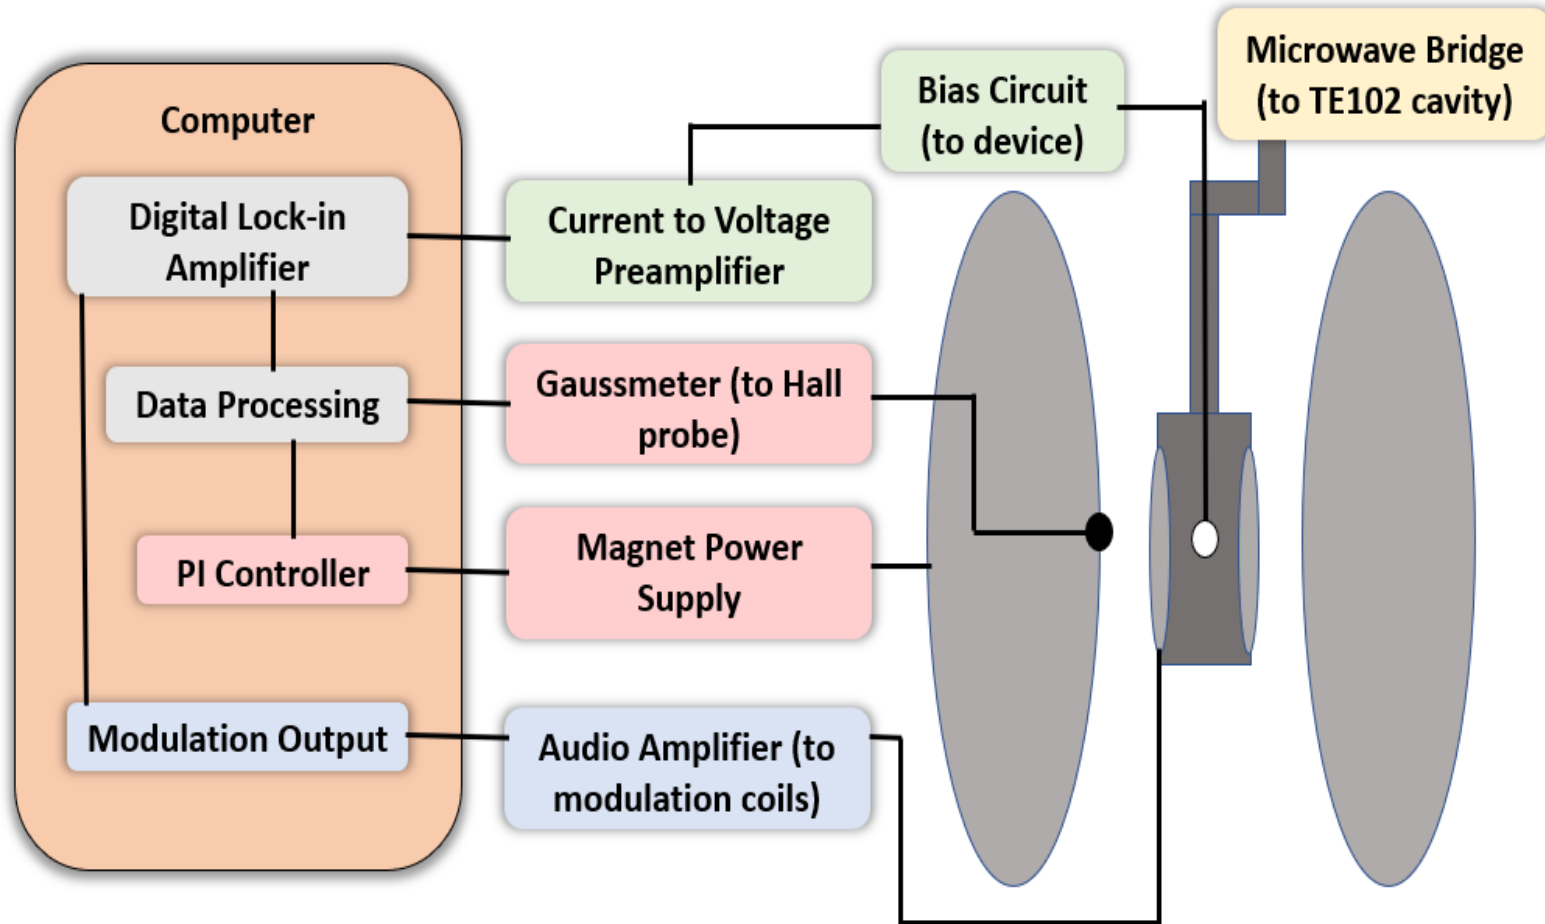 Computer
Digital Lock-in
Amplifier
Data Processing
PI Controller
Modulation Output
Current to Voltage
Preamplifier
Gaussmeter (to Hall
probe)
Magnet Power
Supply
Audio Amplifier (to
modulation coils)
Bias Circuit
(to device)
Microwave Bridge
(to TE102 cavity)